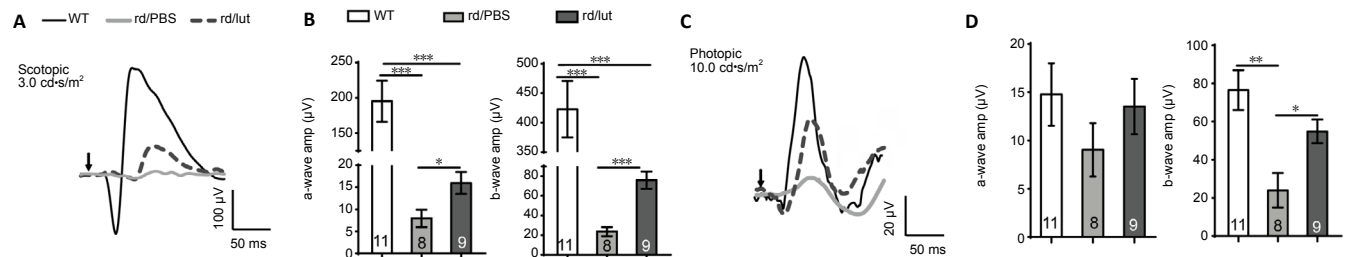 A
WT
rd/PBS
rd/lut
Scotopic
3.0 cd•s/m²
100 µV
50 ms
B
WT
rd/PBS
rd/lut
a-wave amp (µV)
250
200
150
100
20
15
10
5
0
***
***
*
11
8
9
b-wave amp (µV)
500
450
400
350
300
80
60
40
20
0
***
***
***
11
8
9
C
Photopic
10.0 cd•s/m²
20 µV
50 ms
D
a-wave amp (µV)
20
15
10
5
0
11
8
9
b-wave amp (µV)
100
80
60
40
20
0
**
*
11
8
9